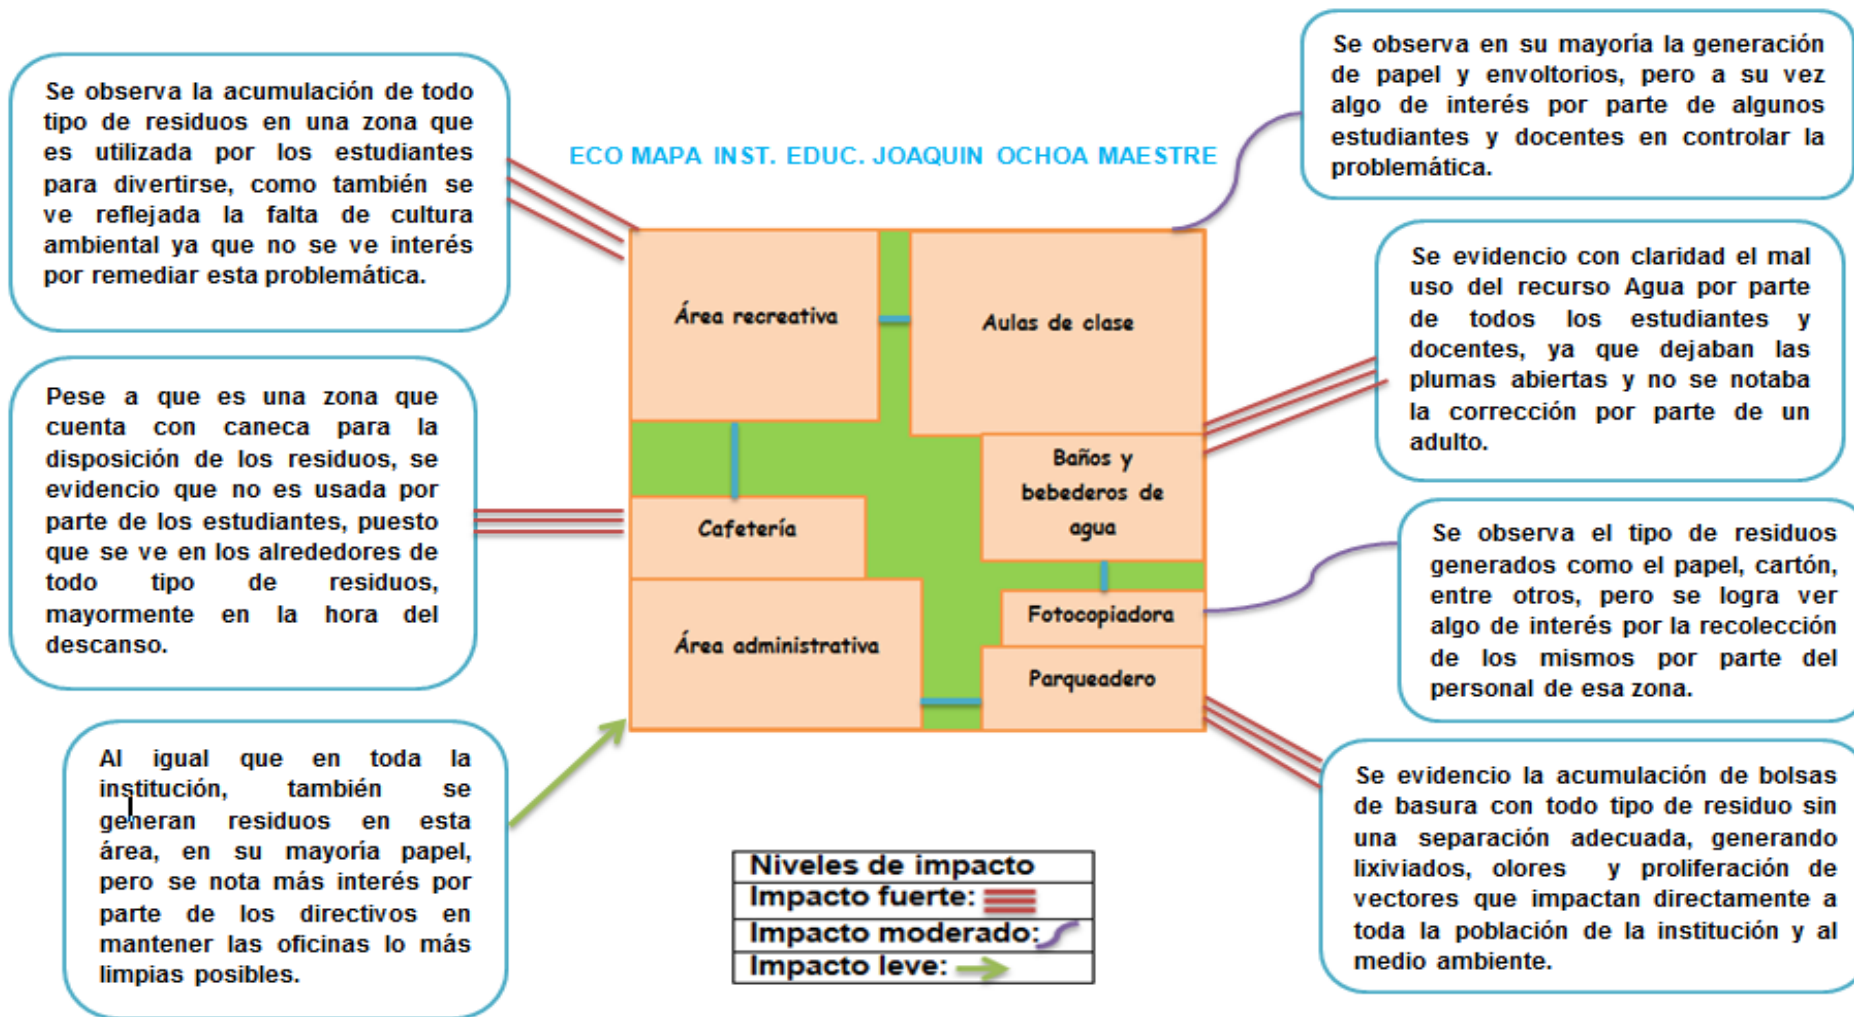 Se observa la acumulación de todo
tipo de residuos en una zona que
es utilizada por los estudiantes
para divertirse, como también se
ve reflejada la falta de cultura
ambiental ya que no se ve interés
por remediar esta problemática.
Pese a que es una zona que
cuenta con caneca para la
disposición de los residuos, se
evidencio que no es usada por
parte de los estudiantes, puesto
que se ve en los alrededores de
todo tipo de residuos,
mayormente en la hora del
descanso.
Al igual que en toda la
institución, también se
generan residuos en esta
área, en su mayoría papel,
pero se nota más interés por
parte de los directivos en
mantener las oficinas lo más
limpias posibles.
ECO MAPA INST. EDUC. JOAQUIN OCHOA MAESTRE
Área recreativa
Aulas de clase
Baños y
bebederos de
agua
Cafetería
Fotocopiadora
Área administrativa
Parqueadero
Niveles de impacto
Impacto fuerte:
Impacto moderado:
Impacto leve:
Se observa en su mayoría la generación
de papel y envoltorios, pero a su vez
algo de interés por parte de algunos
estudiantes y docentes en controlar la
problemática.
Se evidencio con claridad el mal
uso del recurso Agua por parte
de todos los estudiantes y
docentes, ya que dejaban las
plumas abiertas y no se notaba
la corrección por parte de un
adulto.
Se observa el tipo de residuos
generados como el papel, cartón,
entre otros, pero se logra ver
algo de interés por la recolección
de los mismos por parte del
personal de esa zona.
Se evidencio la acumulación de bolsas
de basura con todo tipo de residuo sin
una separación adecuada, generando
lixiviados, olores y proliferación de
vectores que impactan directamente a
toda la población de la institución y al
medio ambiente.